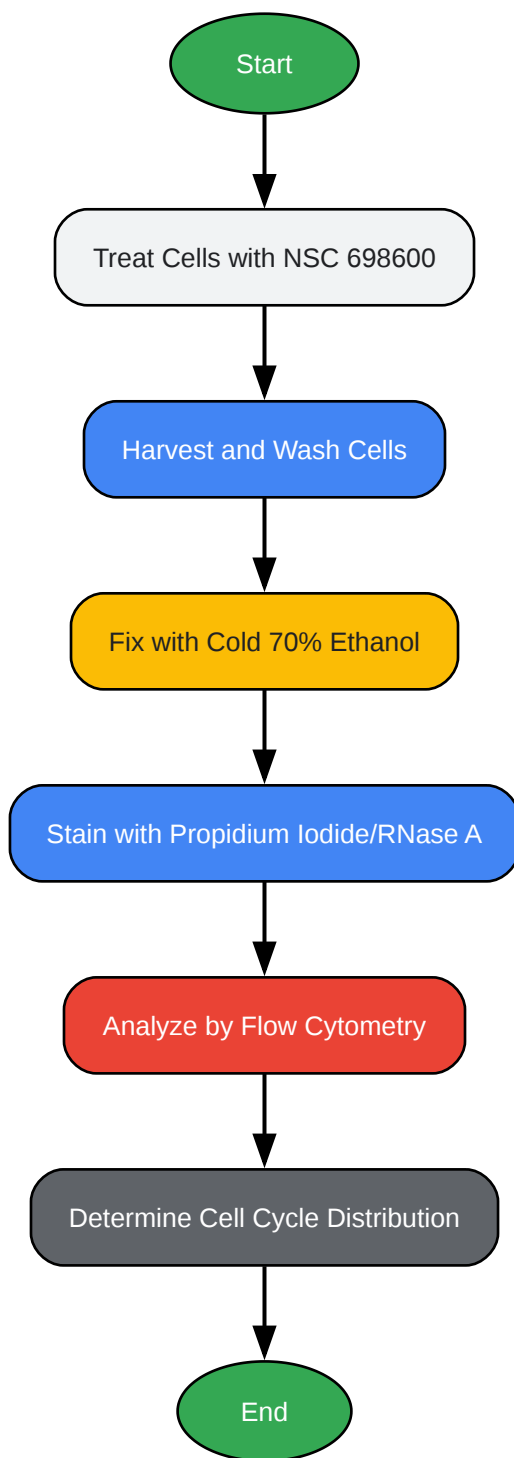 Start
Treat Cells with NSC 698600
Harvest and Wash Cells
Fix with Cold 70% Ethanol
Stain with Propidium Iodide/RNase A
Analyze by Flow Cytometry
Determine Cell Cycle Distribution
End